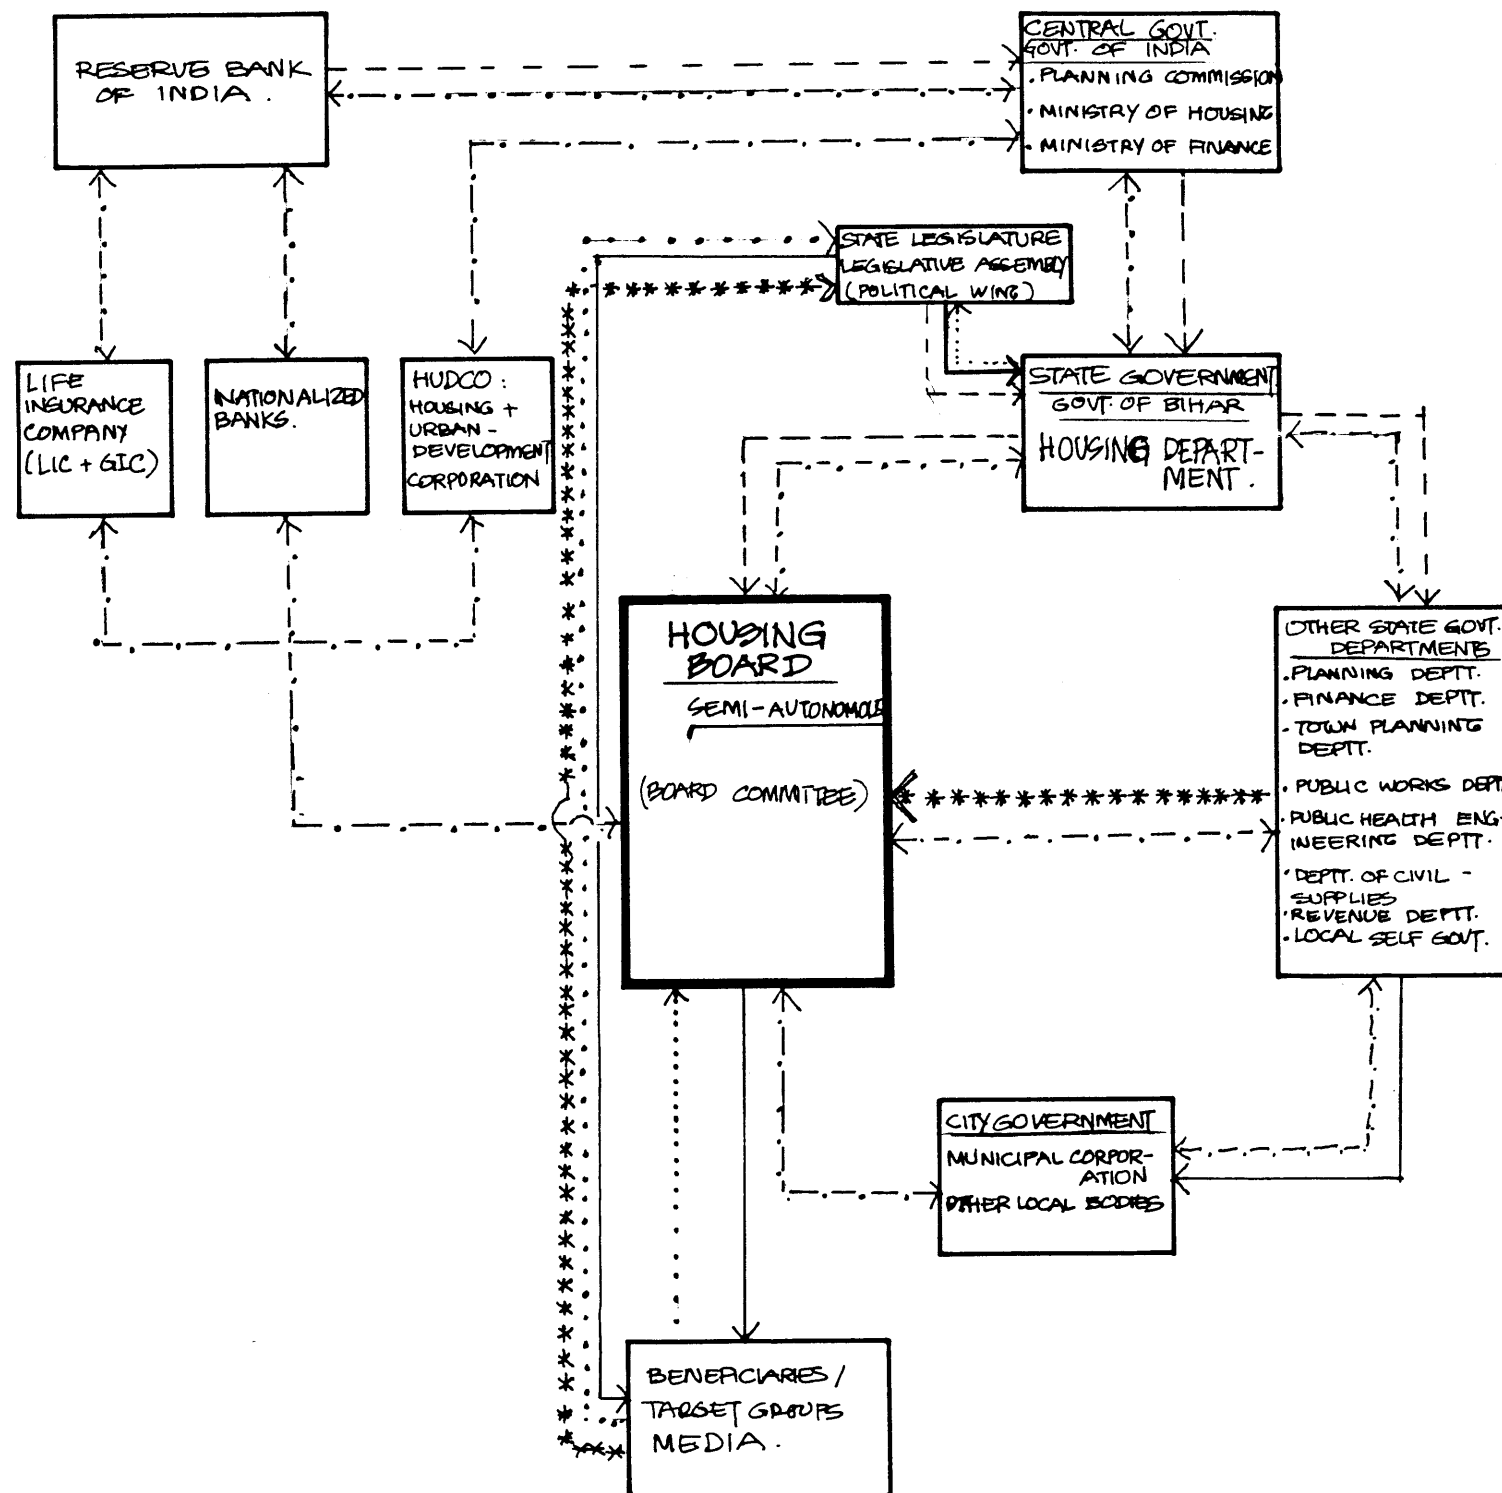 RESERVE BANK
OF INDIA .
CENTRAL GOVT.
GOVT. OF INDIA
. PLANNING COMMISSION
. MINISTRY OF HOUSING
. MINISTRY OF FINANCE
STATE LEGISLATURE
LEGISLATIVE ASSEMBLY
(POLITICAL WING)
LIFE
INSURANCE
COMPANY
(LIC + GIC)
NATIONALIZED
BANKS.
HUDCO :
HOUSING +
URBAN -
DEVELOPMENT
CORPORATION
STATE GOVERNMENT
GOVT. OF BIHAR
HOUSING DEPART-
MENT .
HOUSING
BOARD
SEMI-AUTONOMOUS
(BOARD COMMITTEE)
OTHER STATE GOVT.
DEPARTMENTS
. PLANNING DEPTT.
. FINANCE DEPTT.
. TOWN PLANNING
DEPTT.
. PUBLIC WORKS DEPT
. PUBLIC HEALTH ENG-
INEERING DEPTT.
. DEPTT. OF CIVIL -
SUPPLIES
. REVENUE DEPTT.
. LOCAL SELF GOVT.
CITY GOVERNMENT
MUNICIPAL CORPOR-
ATION
OTHER LOCAL BODIES
BENEFICIARIES /
TARGET GROUPS
MEDIA .